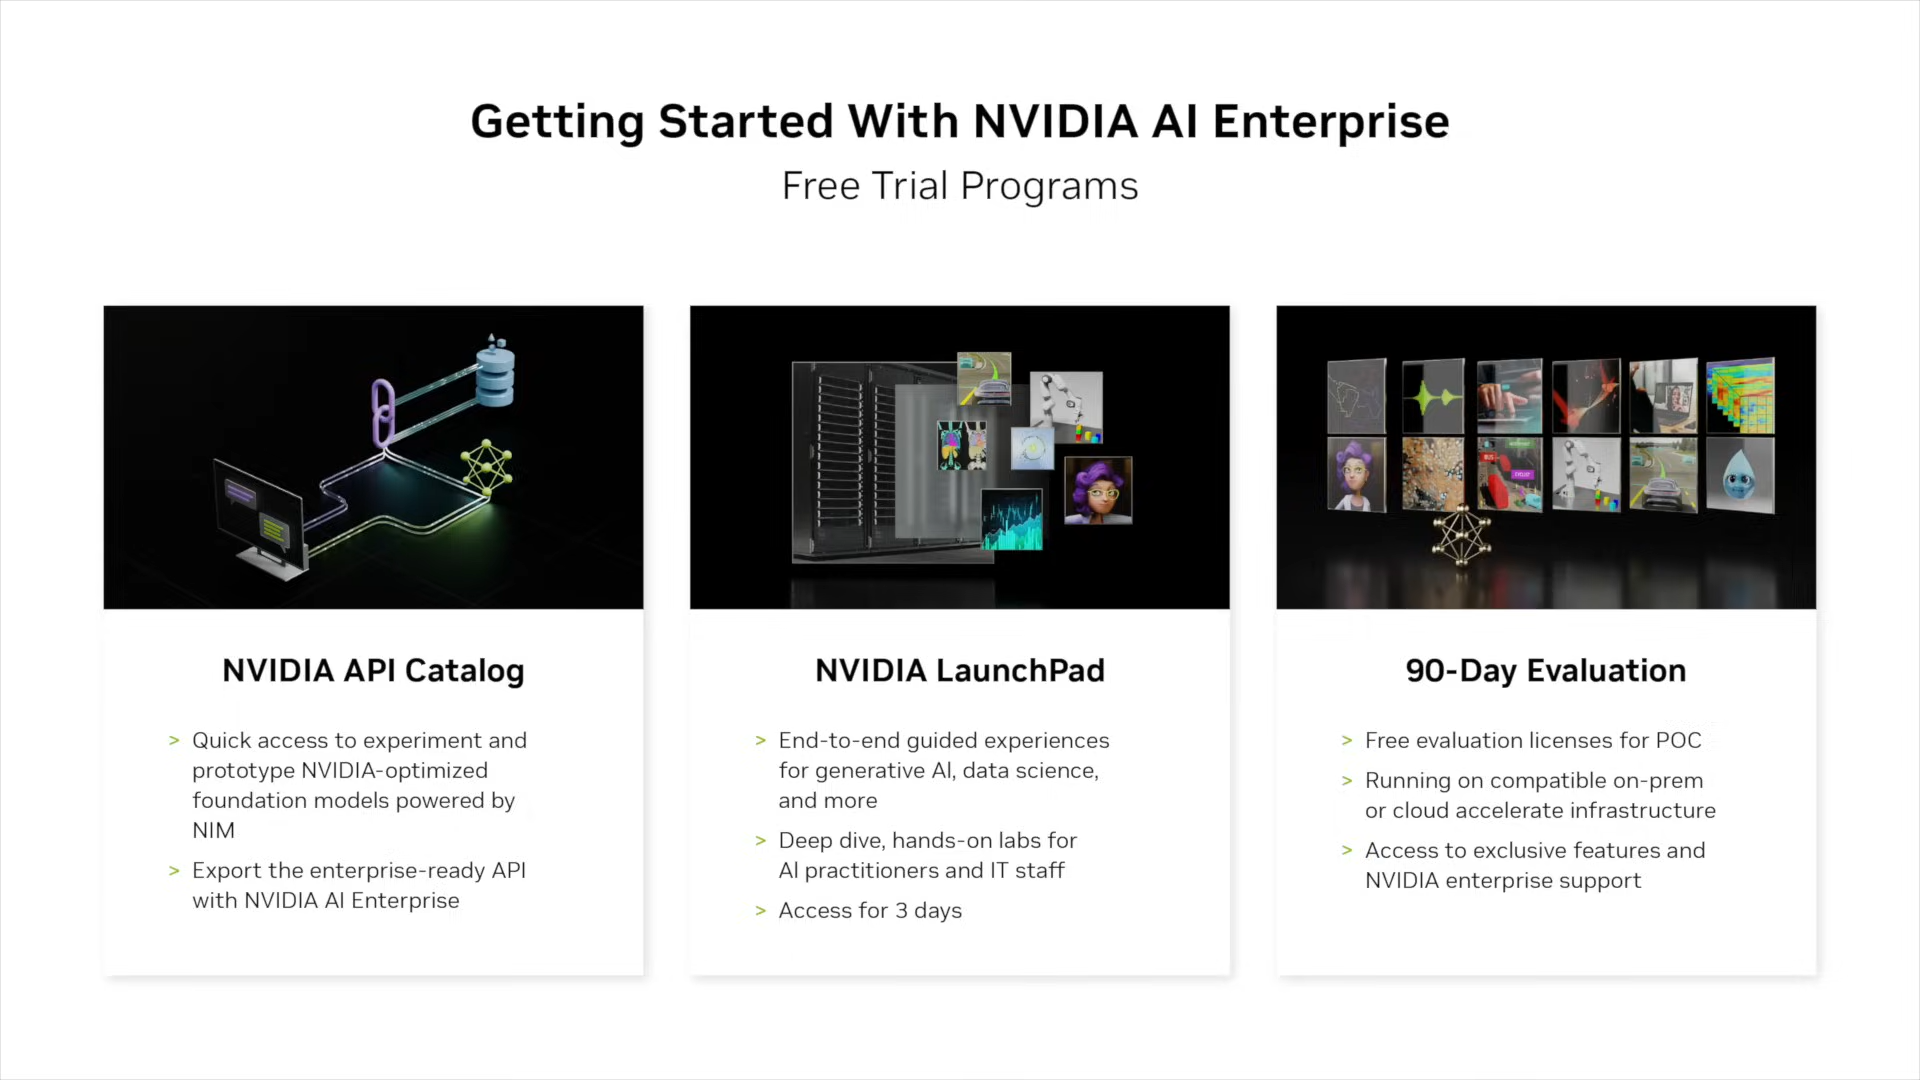 Getting Started With NVIDIA AI Enterprise
Free Trial Programs
NVIDIA API Catalog
> Quick access to experiment and
prototype NVIDIA-optimized
foundation models powered by
NIM
> Export the enterprise-ready API
with NVIDIA AI Enterprise
NVIDIA LaunchPad
> End-to-end guided experiences
for generative AI, data science,
and more
> Deep dive, hands-on labs for
AI practitioners and IT staff
> Access for 3 days
90-Day Evaluation
> Free evaluation licenses for POC
> Running on compatible on-prem
or cloud accelerate infrastructure
> Access to exclusive features and
NVIDIA enterprise support